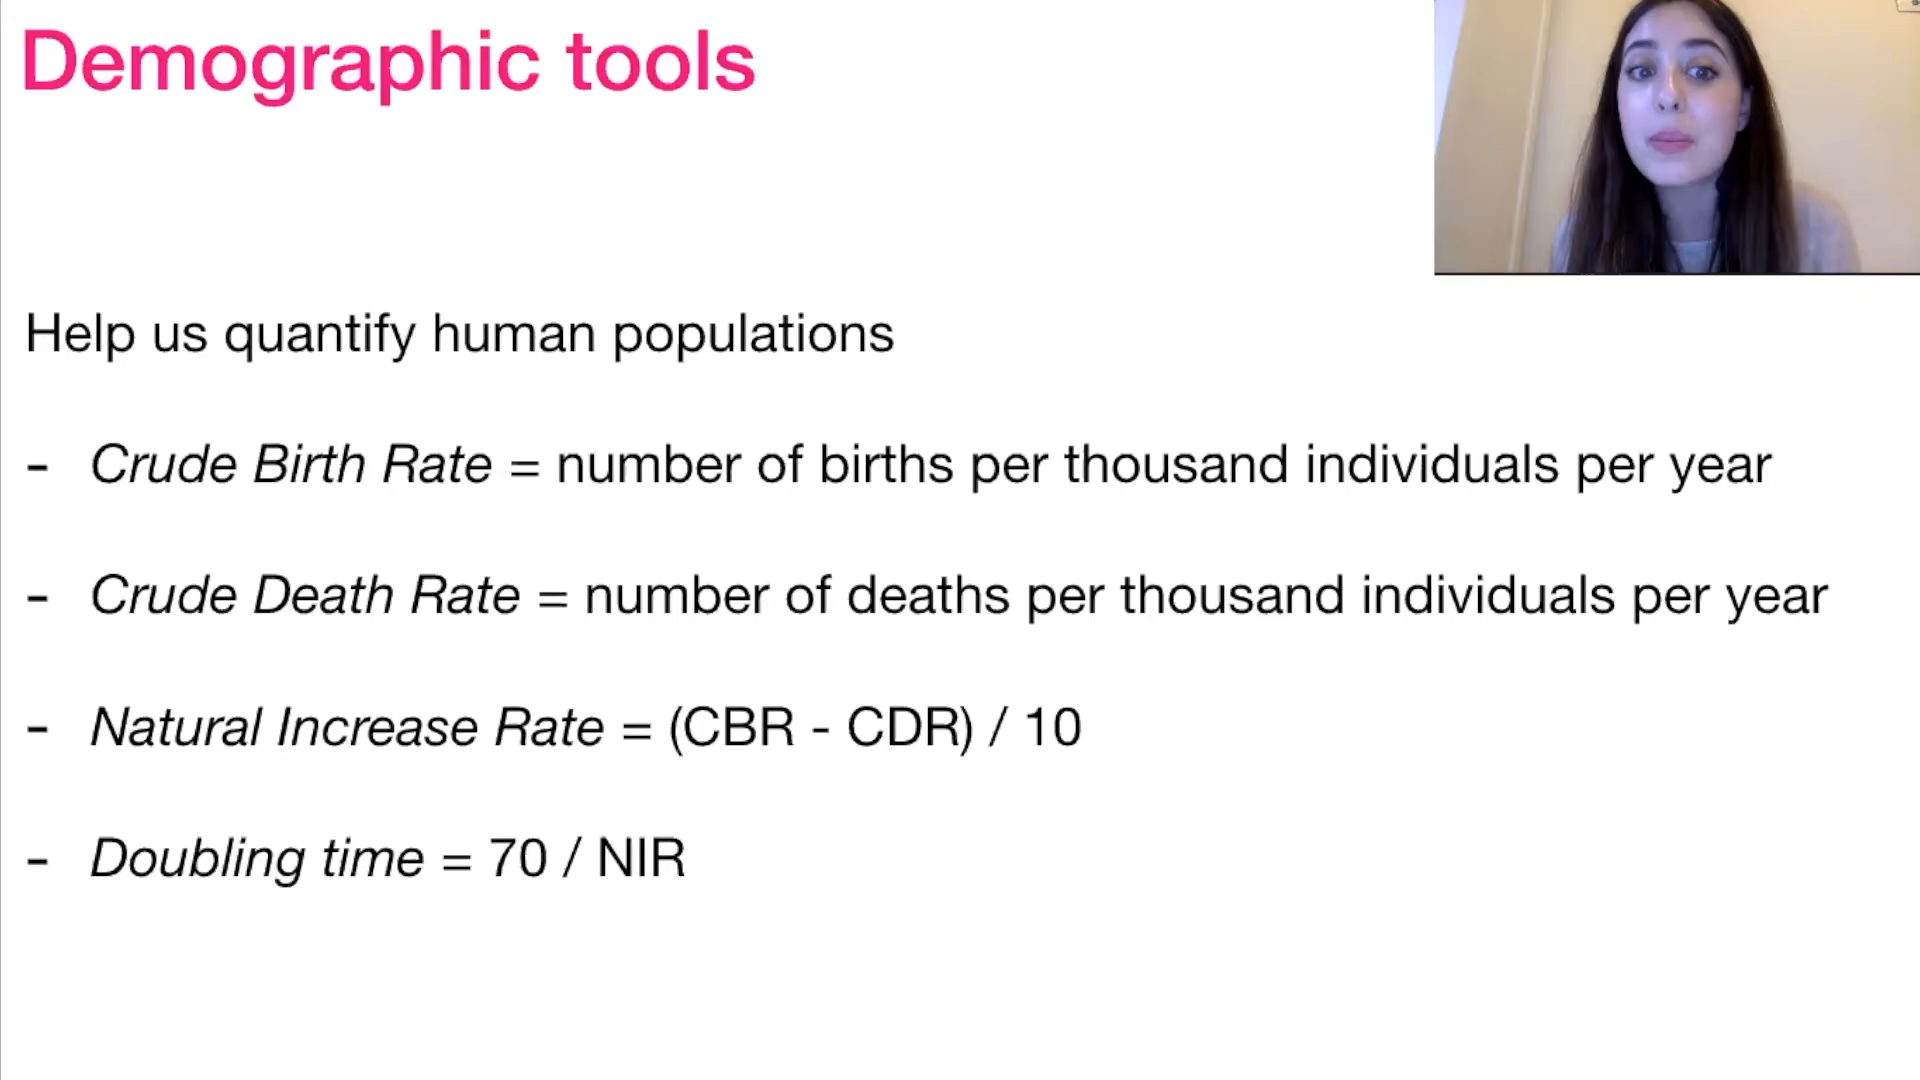 Demographic tools
Help us quantify human populations
- Crude Birth Rate = number of births per thousand individuals per year
- Crude Death Rate = number of deaths per thousand individuals per year
- Natural Increase Rate = (CBR - CDR) / 10
- Doubling time = 70 / NIR